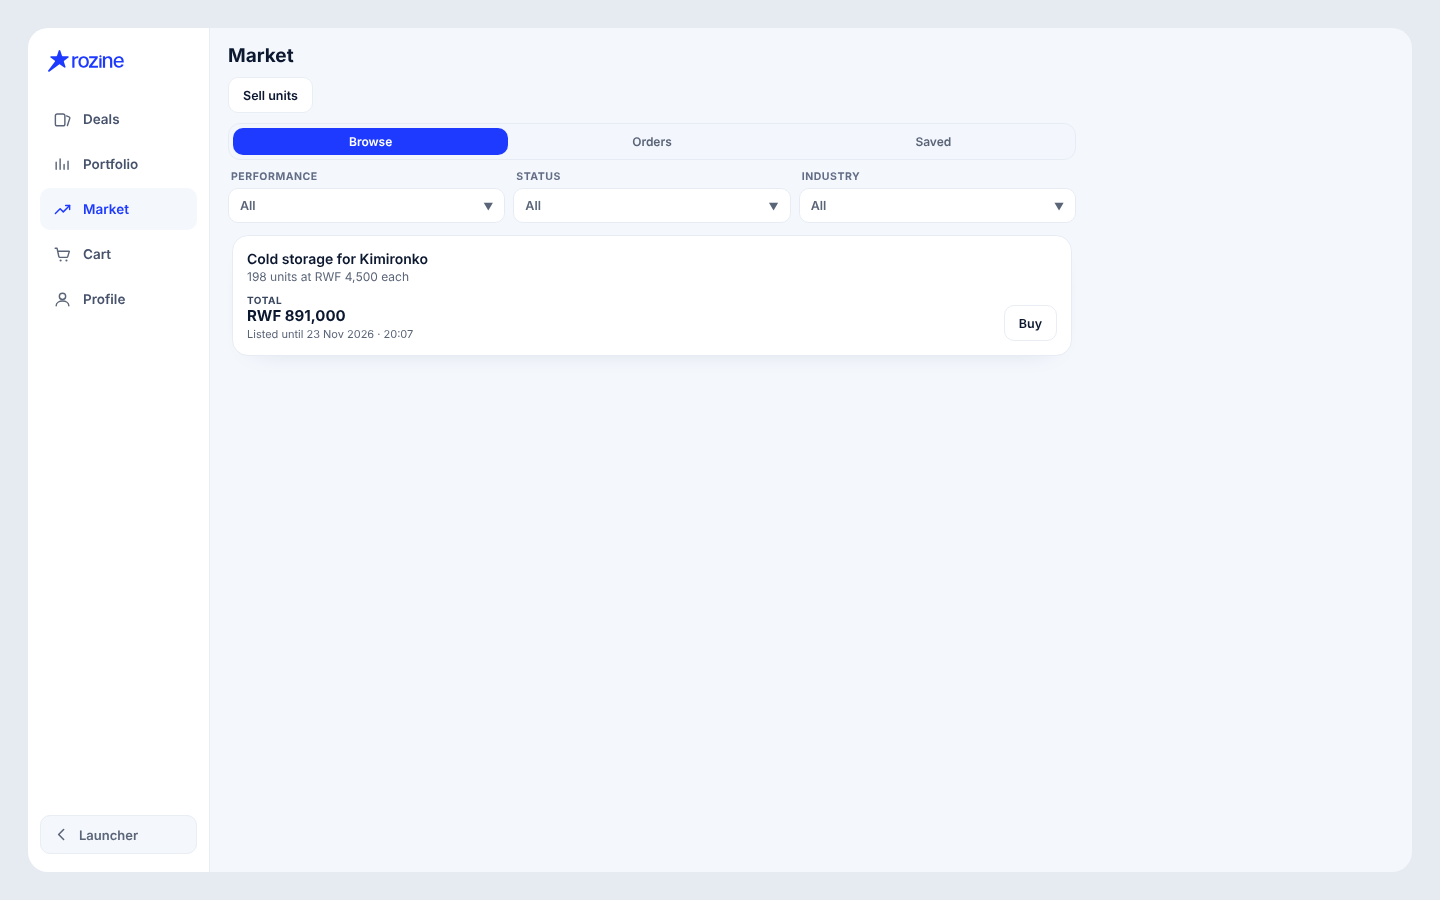 rozine
Deals
Portfolio
Market
Cart
Profile
Launcher
Market
Sell units
Browse
Orders
Saved
PERFORMANCE
STATUS
INDUSTRY
All
All
All
Cold storage for Kimironko
198 units at RWF 4,500 each
TOTAL
RWF 891,000
Listed until 23 Nov 2026 · 20:07
Buy